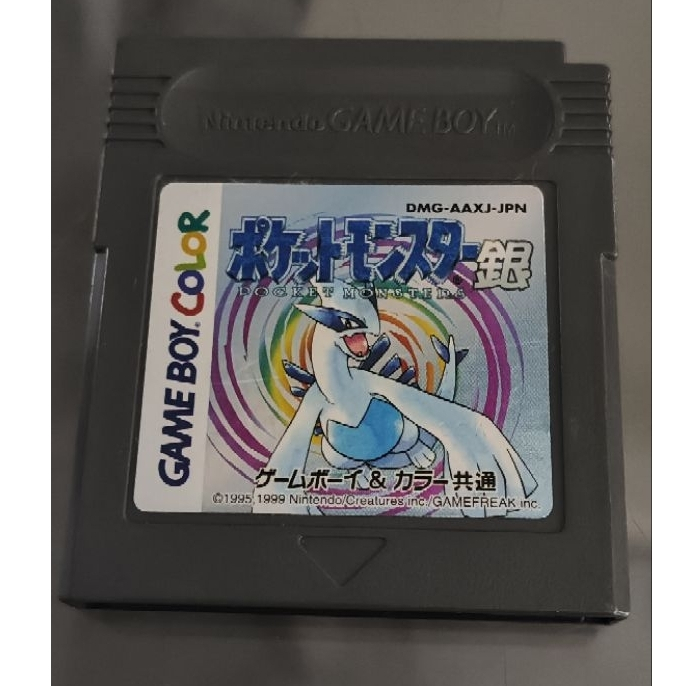 Nintendo GAME BOY TM
DMG-AAXJ-JPN
ポケットモンスター 銀
POCKET MONSTERS
GAME BOY COLOR
ゲームボーイ & カラー共通
©1995,1999 Nintendo/Creatures inc./GAMEFREAK inc.